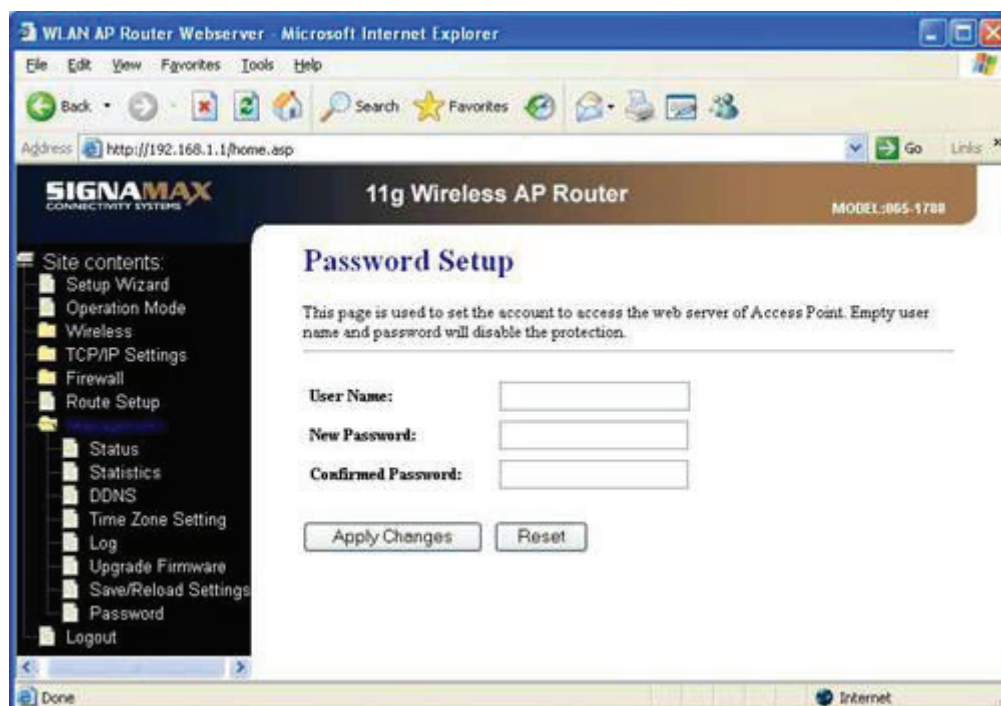 WLAN AP Router Webserver - Microsoft Internet Explorer
File Edit View Favorites Tools Help
Back Search Favorites
Address http://192.168.1.1/home.asp Go Links
SIGNAMAX
CONNECTIVITY SYSTEMS
11g Wireless AP Router
MODEL:065-1788
Site contents:
Setup Wizard
Operation Mode
Wireless
TCP/IP Settings
Firewall
Route Setup
Management
Status
Statistics
DDNS
Time Zone Setting
Log
Upgrade Firmware
Save/Reload Settings
Password
Logout
Password Setup
This page is used to set the account to access the web server of Access Point. Empty user
name and password will disable the protection.
User Name:
New Password:
Confirmed Password:
Apply Changes Reset
Done Internet